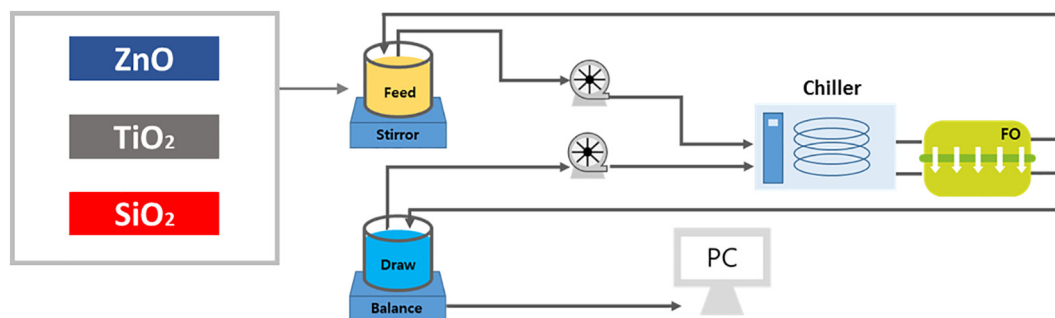 ZnO
TiO₂
SiO₂
Feed
Stirror
Chiller
FO
Draw
Balance
PC